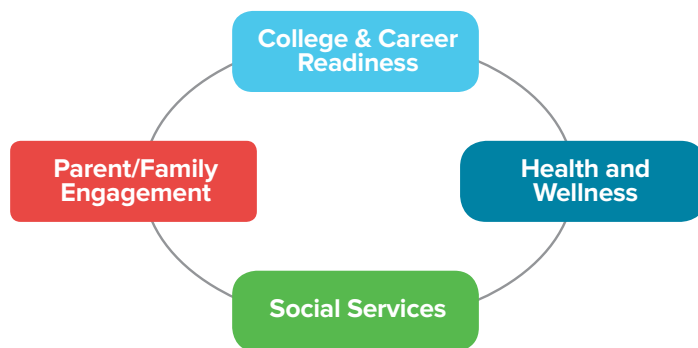 College & Career
Readiness
Parent/Family
Engagement
Health and
Wellness
Social Services